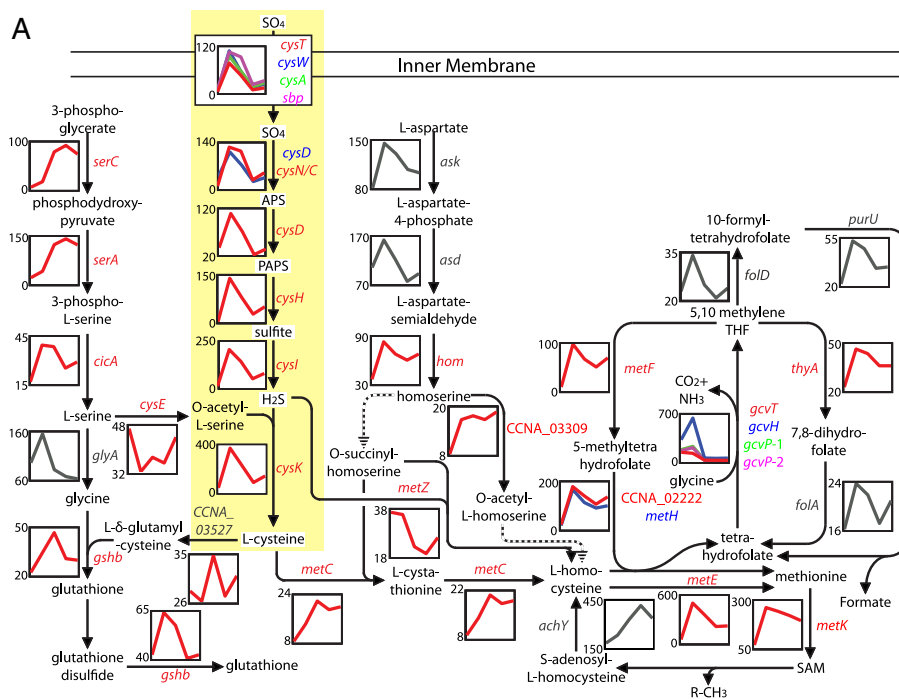 A
SO4
120
0
cysT
cysW
cysA
sbp
Inner Membrane
3-phospho-
glycerate
100
0
serC
phosphodydroxy-
pyruvate
150
0
serA
3-phospho-
L-serine
45
15
cicA
L-serine
cysE
160
60
glyA
48
32
glycine
50
20
gshb
glutathione
65
40
gshb
glutathione
disulfide
glutathione
SO4
140
0
cysD
cysN/C
APS
120
20
cysD
PAPS
150
0
cysH
sulfite
250
0
cysI
H2S
O-acetyl-
L-serine
400
0
cysK
CCNA_
03527
L-δ-glutamyl
-cysteine
L-cysteine
35
26
metC
24
8
L-aspartate
150
80
ask
L-aspartate-
4-phosphate
170
70
asd
L-aspartate-
semialdehyde
90
30
hom
homoserine
20
8
CCNA_03309
O-succinyl-
homoserine
metZ
O-acetyl-
L-homoserine
38
18
L-cysta-
thionine
metC
22
8
L-homo-
cysteine
metE
methionine
450
150
achY
600
0
300
50
metK
S-adenosyl-
L-homocysteine
SAM
R-CH3
10-formyl-
tetrahydrofolate
purU
35
20
folD
55
20
5,10 methylene
THF
100
0
metF
CO2+
NH3
700
0
gcvT
gcvH
gcvP-1
gcvP-2
glycine
thyA
50
0
5-methyltetra
hydrofolate
7,8-dihydro-
folate
200
0
CCNA_02222
metH
folA
24
16
tetra-
hydrofolate
Formate